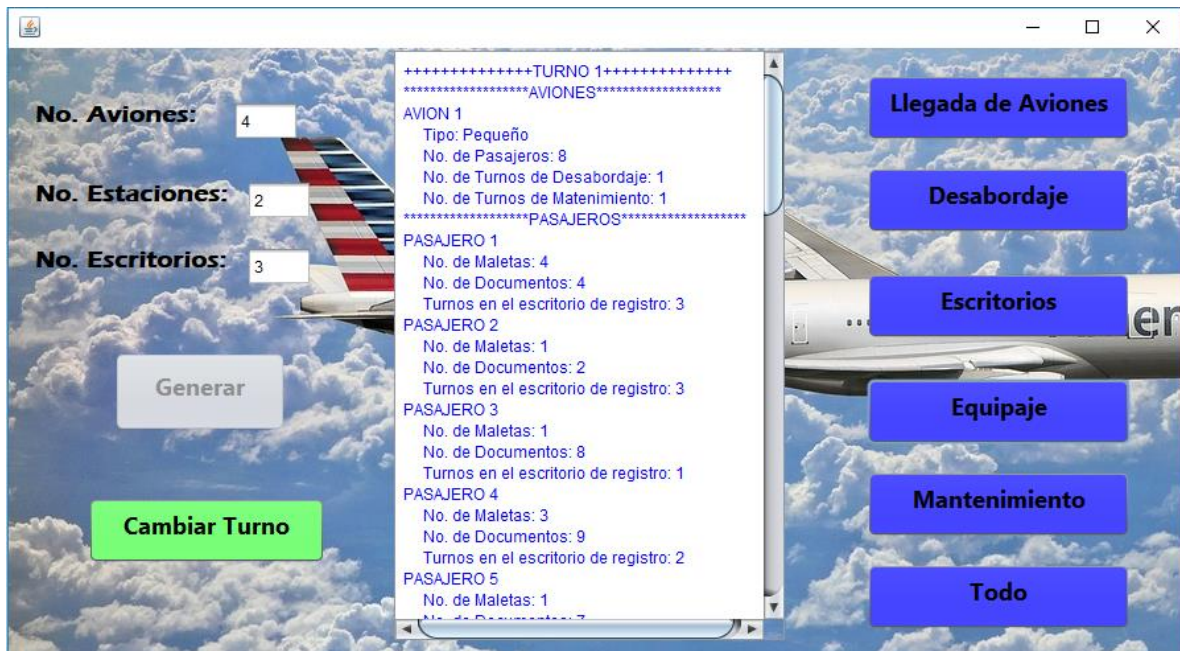 No. Aviones:
4
No. Estaciones:
2
No. Escritorios:
3
Generar
Cambiar Turno
++++++++++++++TURNO 1++++++++++++++
*******************AVIONES*******************
AVION 1
Tipo: Pequeño
No. de Pasajeros: 8
No. de Turnos de Desabordaje: 1
No. de Turnos de Matenimiento: 1
*******************PASAJEROS*******************
PASAJERO 1
No. de Maletas: 4
No. de Documentos: 4
Turnos en el escritorio de registro: 3
PASAJERO 2
No. de Maletas: 1
No. de Documentos: 2
Turnos en el escritorio de registro: 3
PASAJERO 3
No. de Maletas: 1
No. de Documentos: 8
Turnos en el escritorio de registro: 1
PASAJERO 4
No. de Maletas: 3
No. de Documentos: 9
Turnos en el escritorio de registro: 2
PASAJERO 5
No. de Maletas: 1
No. de Documentos: 7
Llegada de Aviones
Desabordaje
Escritorios
Equipaje
Mantenimiento
Todo